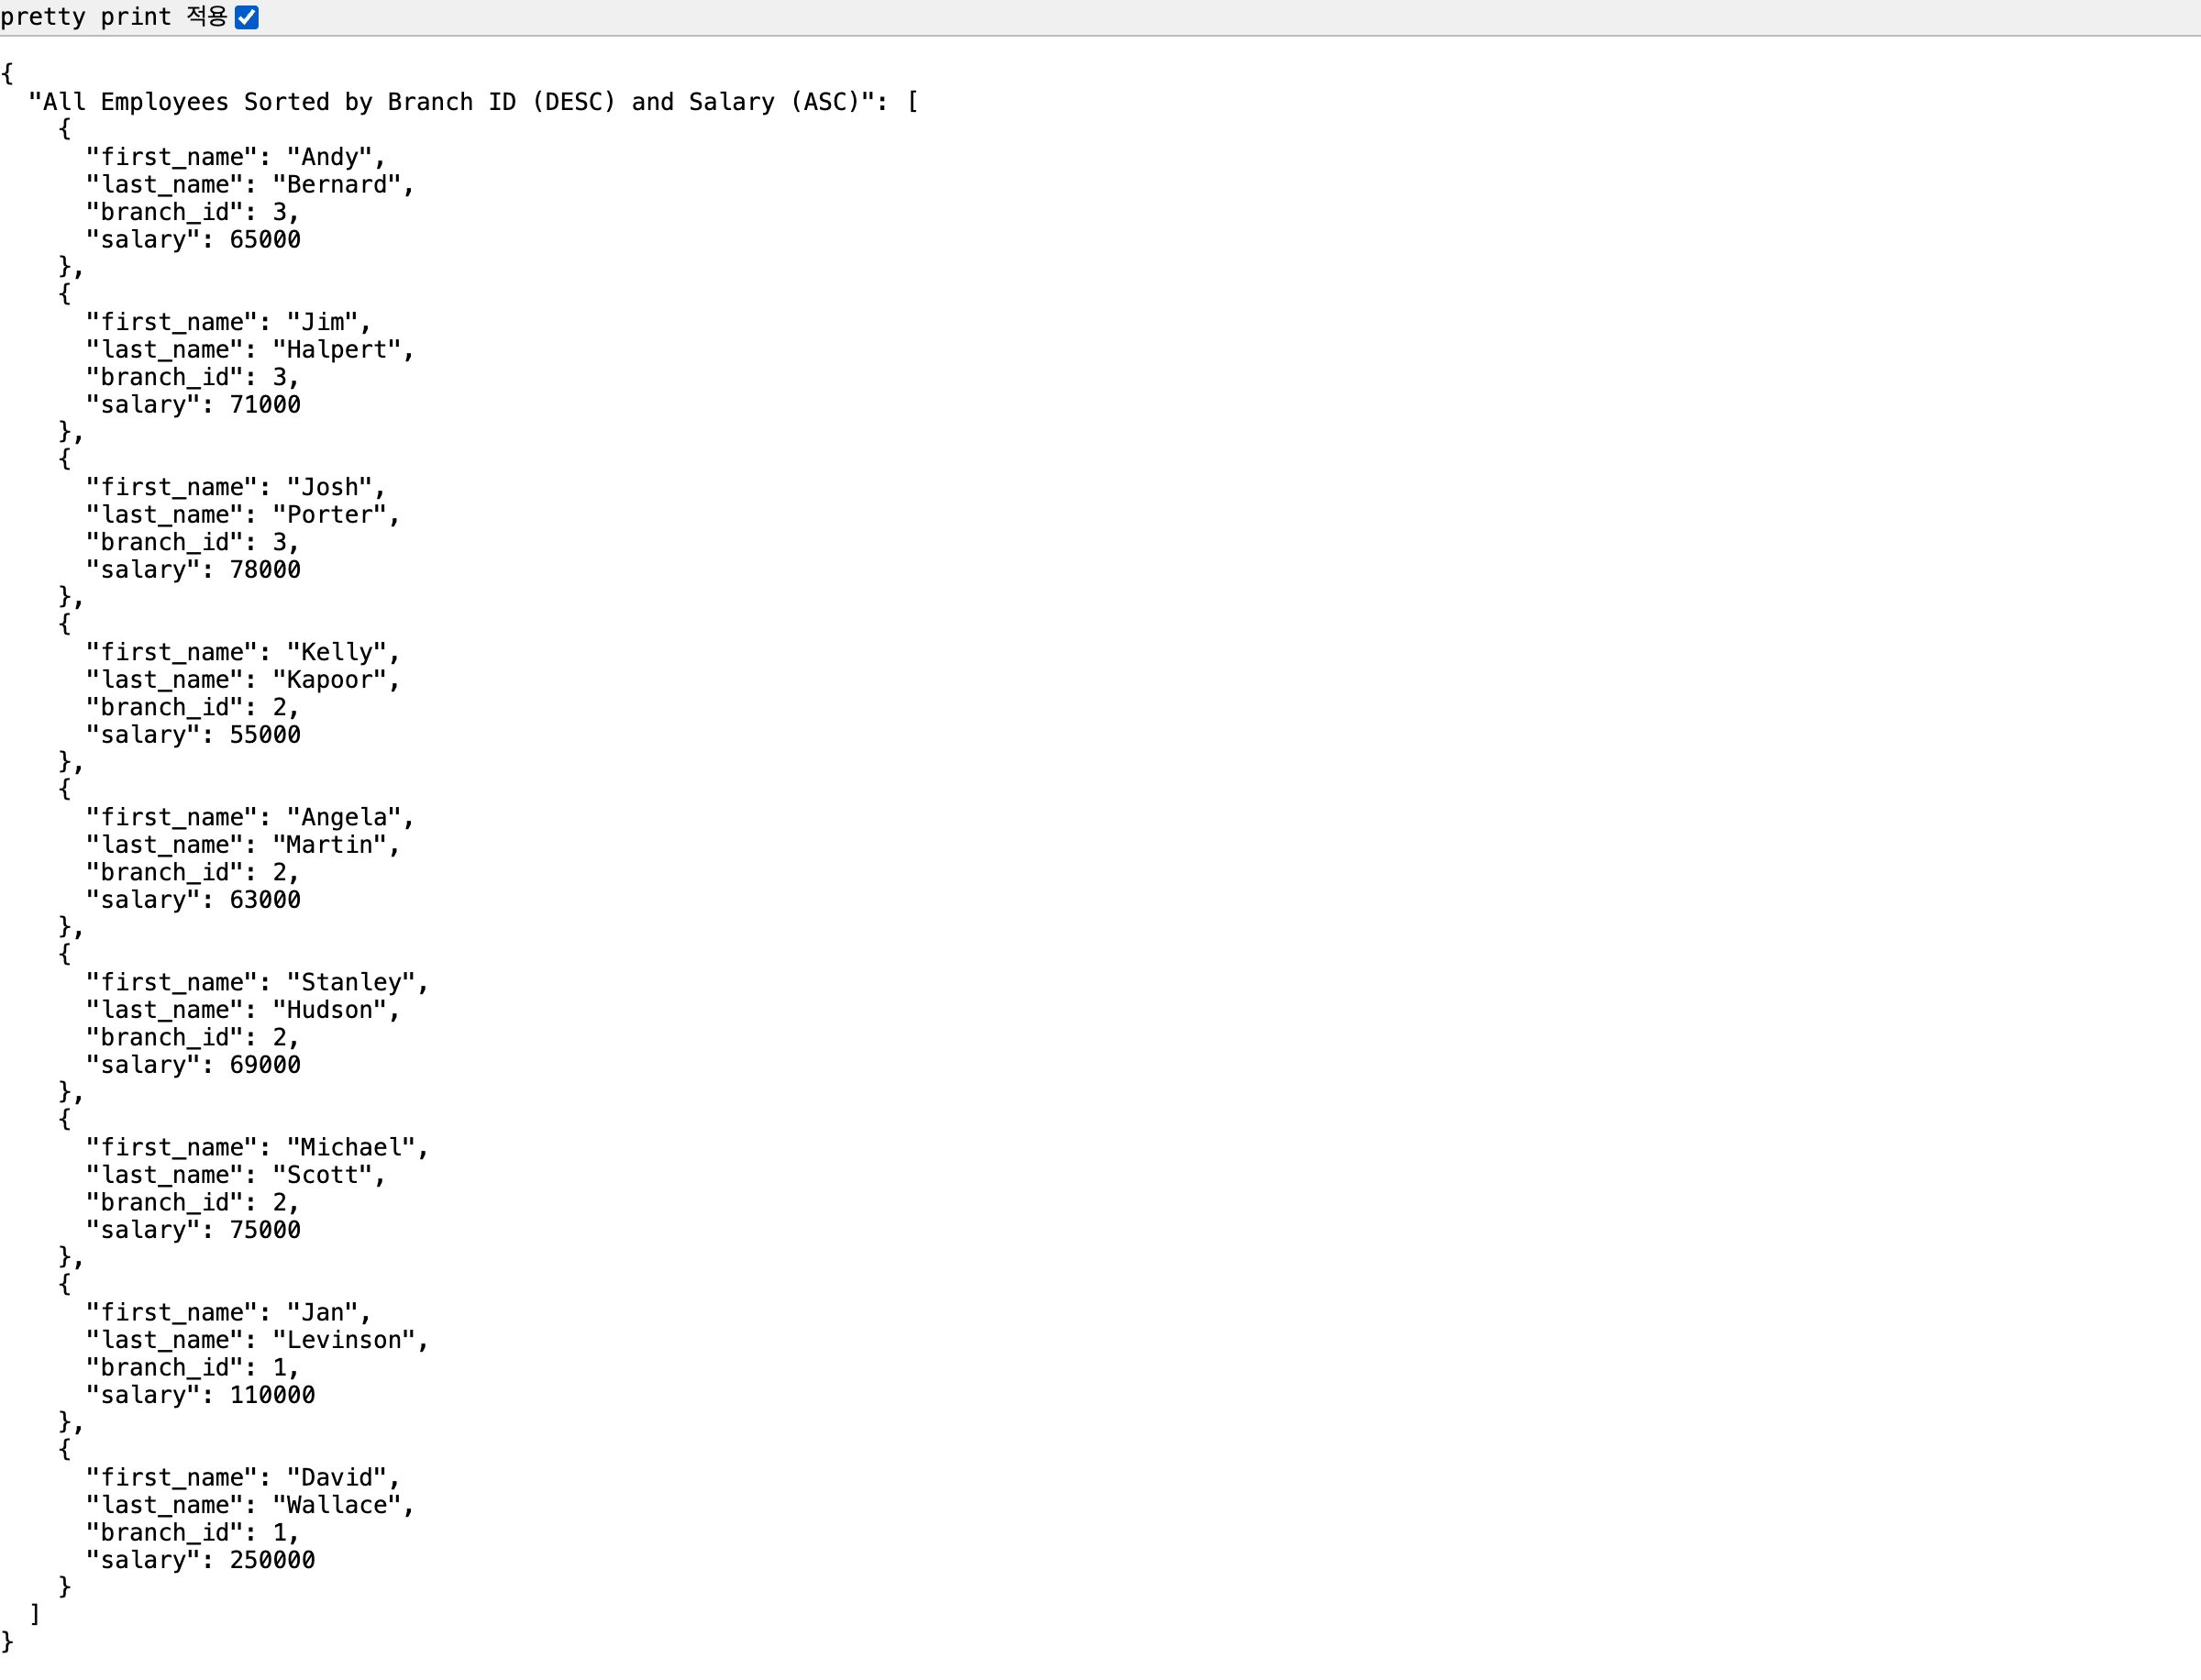 pretty print 적용
{
  "All Employees Sorted by Branch ID (DESC) and Salary (ASC)": [
    {
      "first_name": "Andy",
      "last_name": "Bernard",
      "branch_id": 3,
      "salary": 65000
    },
    {
      "first_name": "Jim",
      "last_name": "Halpert",
      "branch_id": 3,
      "salary": 71000
    },
    {
      "first_name": "Josh",
      "last_name": "Porter",
      "branch_id": 3,
      "salary": 78000
    },
    {
      "first_name": "Kelly",
      "last_name": "Kapoor",
      "branch_id": 2,
      "salary": 55000
    },
    {
      "first_name": "Angela",
      "last_name": "Martin",
      "branch_id": 2,
      "salary": 63000
    },
    {
      "first_name": "Stanley",
      "last_name": "Hudson",
      "branch_id": 2,
      "salary": 69000
    },
    {
      "first_name": "Michael",
      "last_name": "Scott",
      "branch_id": 2,
      "salary": 75000
    },
    {
      "first_name": "Jan",
      "last_name": "Levinson",
      "branch_id": 1,
      "salary": 110000
    },
    {
      "first_name": "David",
      "last_name": "Wallace",
      "branch_id": 1,
      "salary": 250000
    }
  ]
}